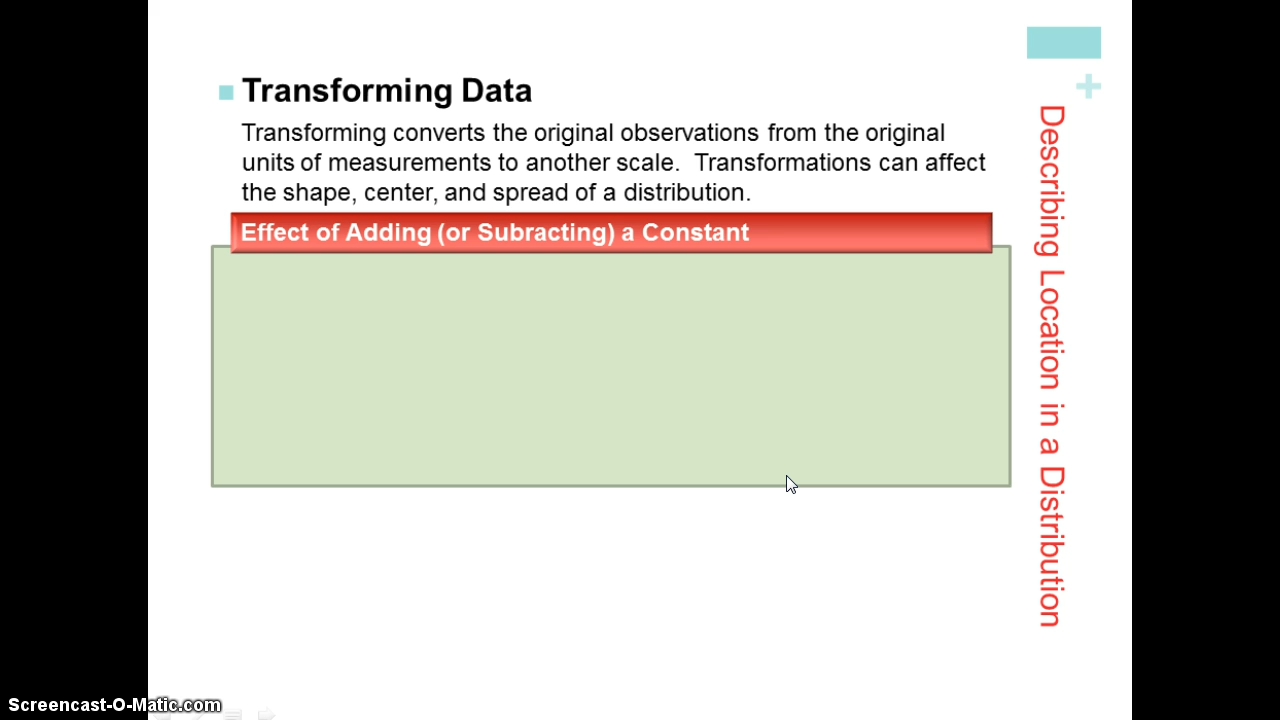 Transforming Data
Transforming converts the original observations from the original
units of measurements to another scale.  Transformations can affect
the shape, center, and spread of a distribution.
Effect of Adding (or Subracting) a Constant
+
Describing Location in a Distribution
Screencast-O-Matic.com